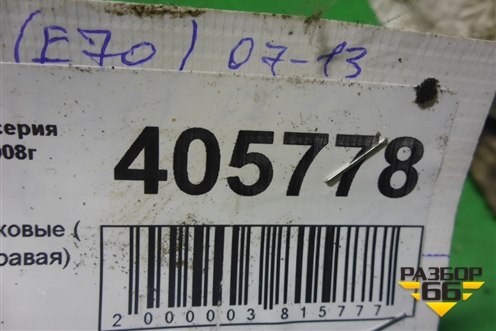 (E70) 07-13
серия
008г
405778
ковые (
равая)
2 000003 815777
РАЗБОР
66